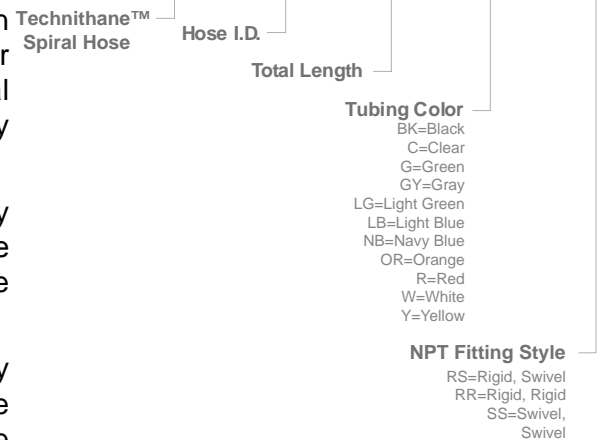 Technithane™
Spiral Hose
Hose I.D.
Total Length
Tubing Color
BK=Black
C=Clear
G=Green
GY=Gray
LG=Light Green
LB=Light Blue
NB=Navy Blue
OR=Orange
R=Red
W=White
Y=Yellow
NPT Fitting Style
RS=Rigid, Swivel
RR=Rigid, Rigid
SS=Swivel,
Swivel